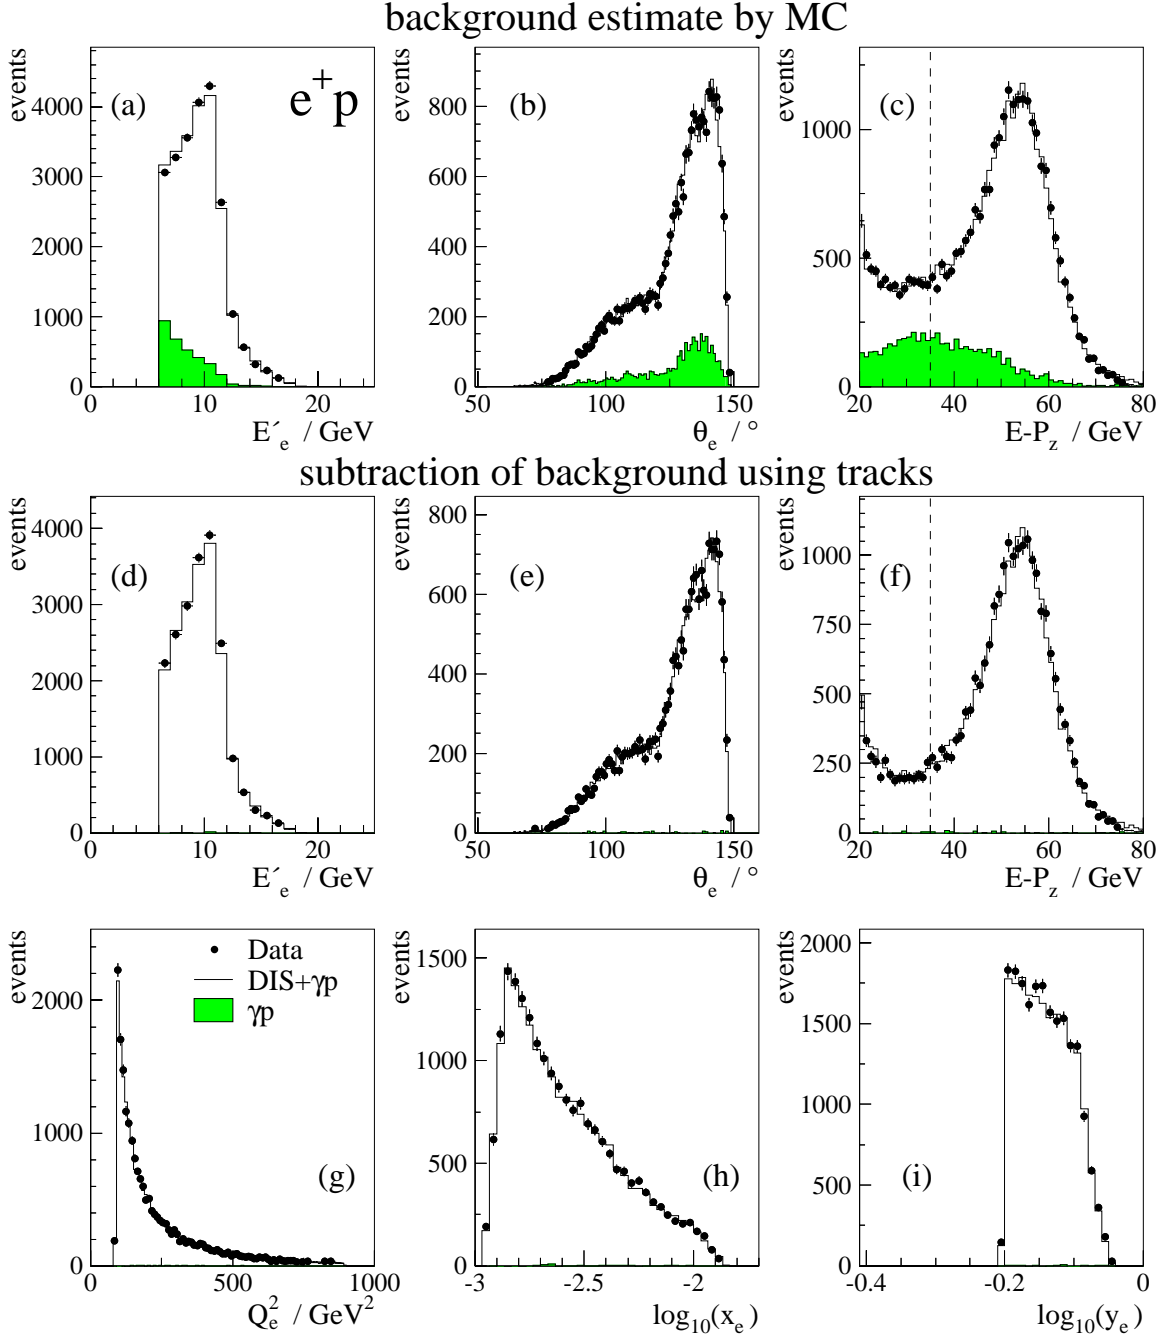 background estimate by MC
events
4000
3000
2000
1000
0
(a)
e⁺p
0
10
20
E´ₑ / GeV
events
800
600
400
200
0
(b)
50
100
150
θₑ / °
events
1000
500
0
(c)
20
40
60
80
E-P_z / GeV
subtraction of background using tracks
events
4000
3000
2000
1000
0
(d)
0
10
20
E´ₑ / GeV
events
800
600
400
200
0
(e)
50
100
150
θₑ / °
events
1000
750
500
250
0
(f)
20
40
60
80
E-P_z / GeV
events
2000
1000
0
Data
DIS+γp
γp
(g)
0
500
1000
Q²ₑ / GeV²
events
1500
1000
500
0
(h)
-3
-2.5
-2
log₁₀(xₑ)
events
2000
1500
1000
500
0
(i)
-0.4
-0.2
0
log₁₀(yₑ)